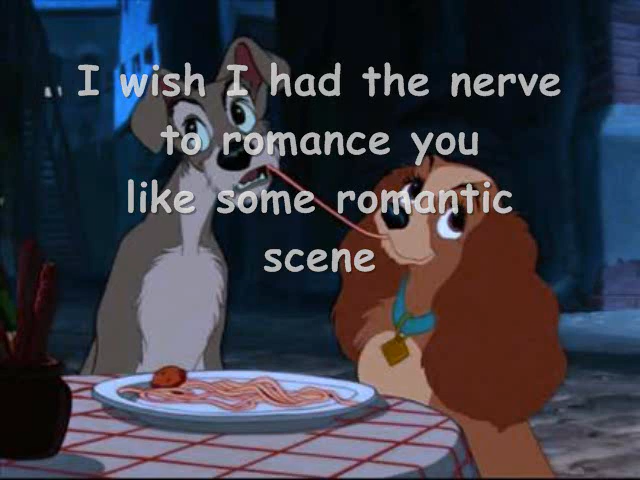 I wish I had the nerve
to romance you
like some romantic
scene